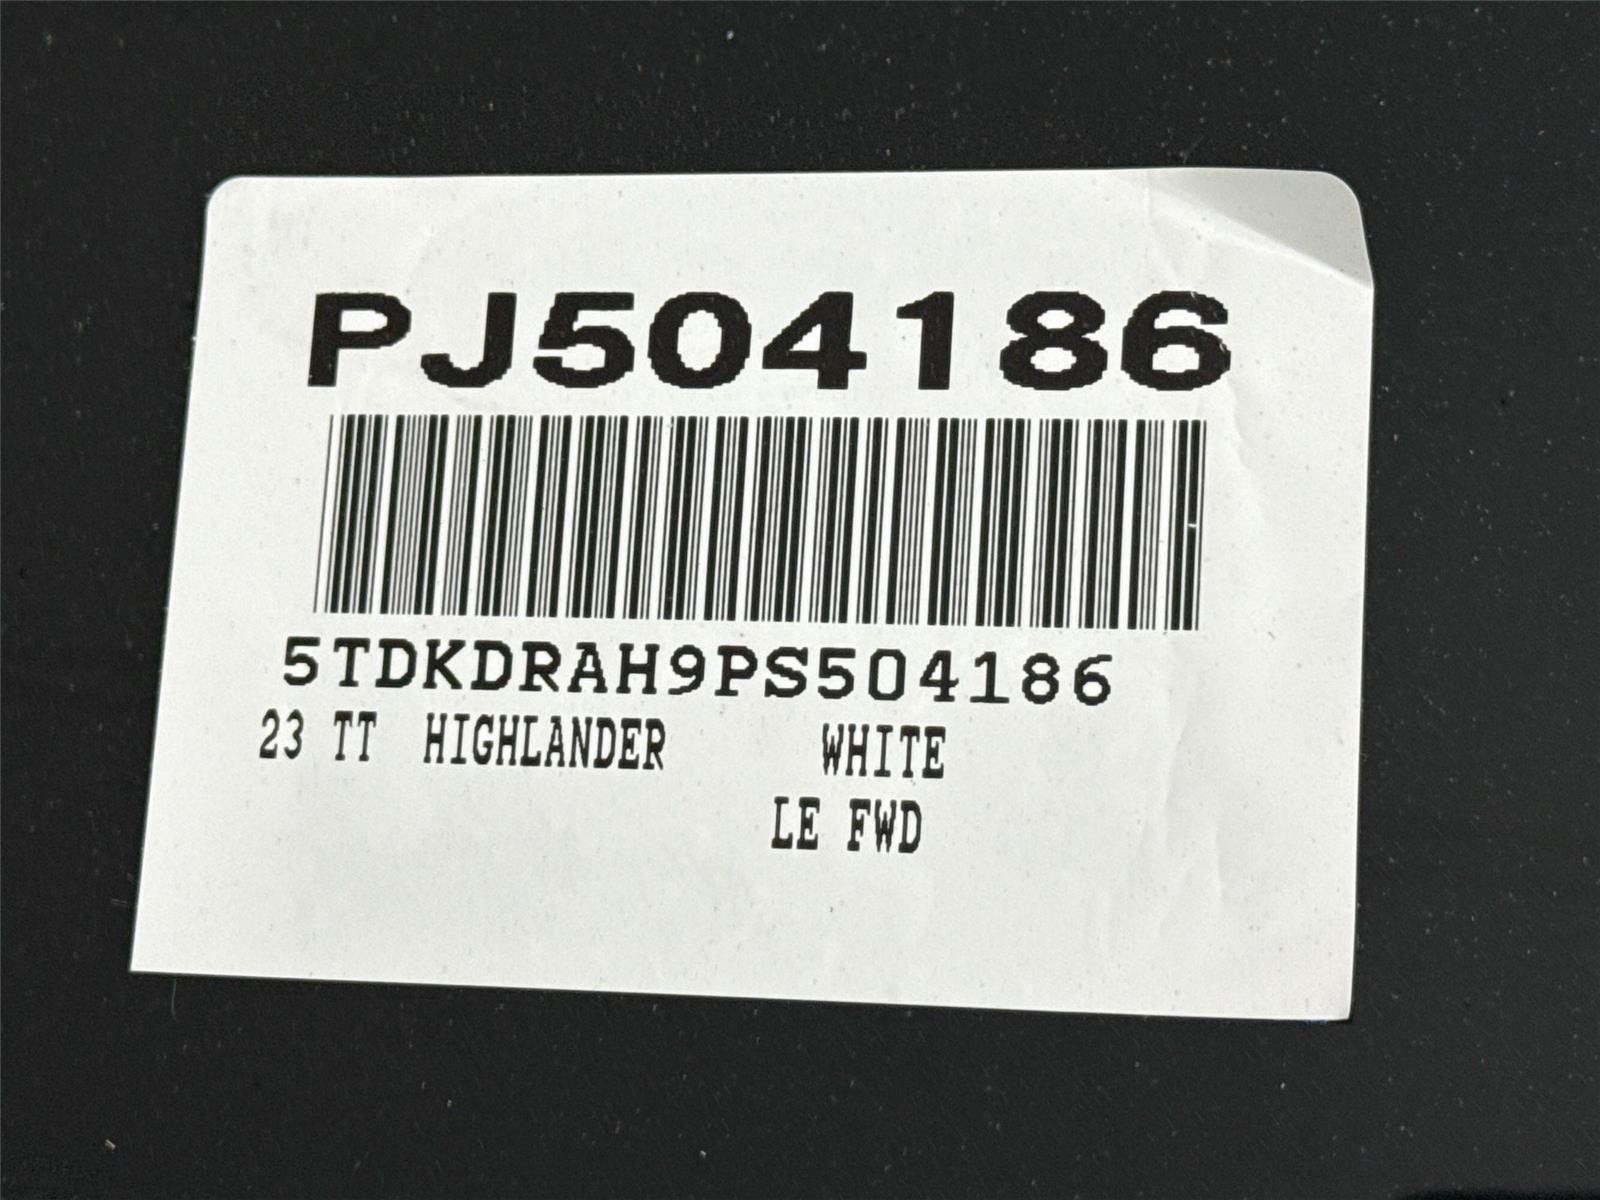 PJ504186
5TDKDRAH9PS504186
23 TT HIGHLANDER WHITE
LE FWD